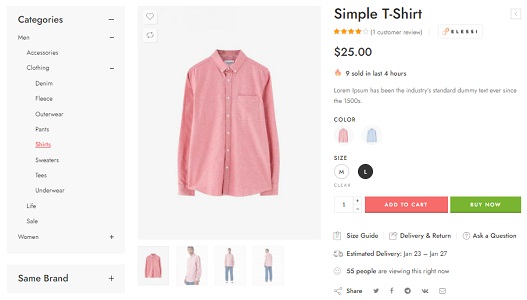 Categories
Men
Accessories
Clothing
Denim
Fleece
Outerwear
Pants
Shirts
Sweaters
Tees
Underwear
Life
Sale
Women
Same Brand
Simple T-Shirt
(1 customer review)
ELESSI
$25.00
9 sold in last 4 hours
Lorem Ipsum has been the industry's standard dummy text ever since
the 1500s.
COLOR
SIZE
M L
CLEAR
1 + - ADD TO CART BUY NOW
Size Guide Delivery & Return Ask a Question
Estimated Delivery: Jan 23 – Jan 27
55 people are viewing this right now
Share